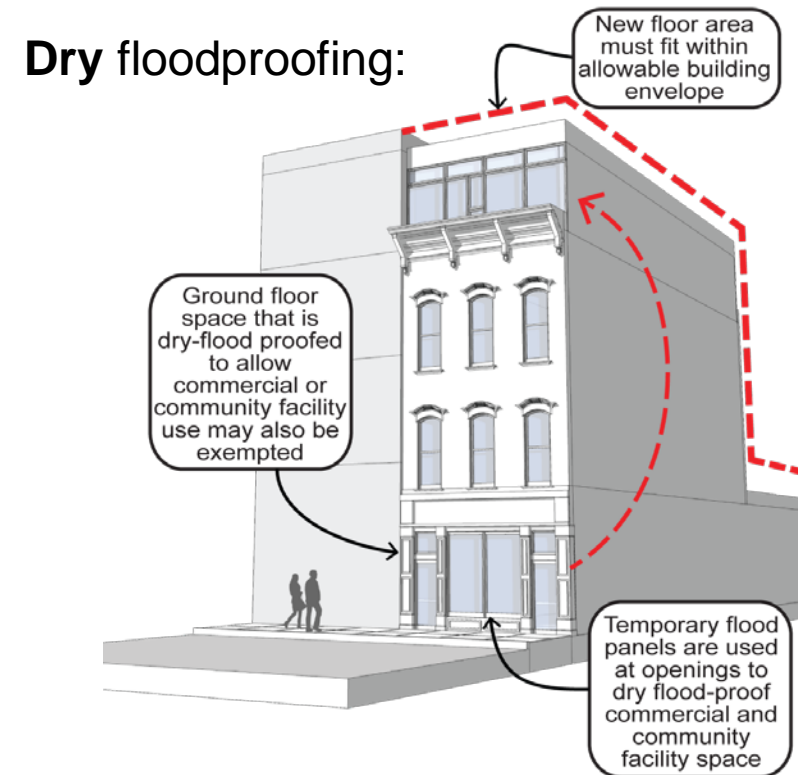 Dry floodproofing:
New floor area
must fit within
allowable building
envelope
Ground floor
space that is
dry-flood proofed
to allow
commercial or
community facility
use may also be
exempted
Temporary flood
panels are used
at openings to
dry flood-proof
commercial and
community
facility space